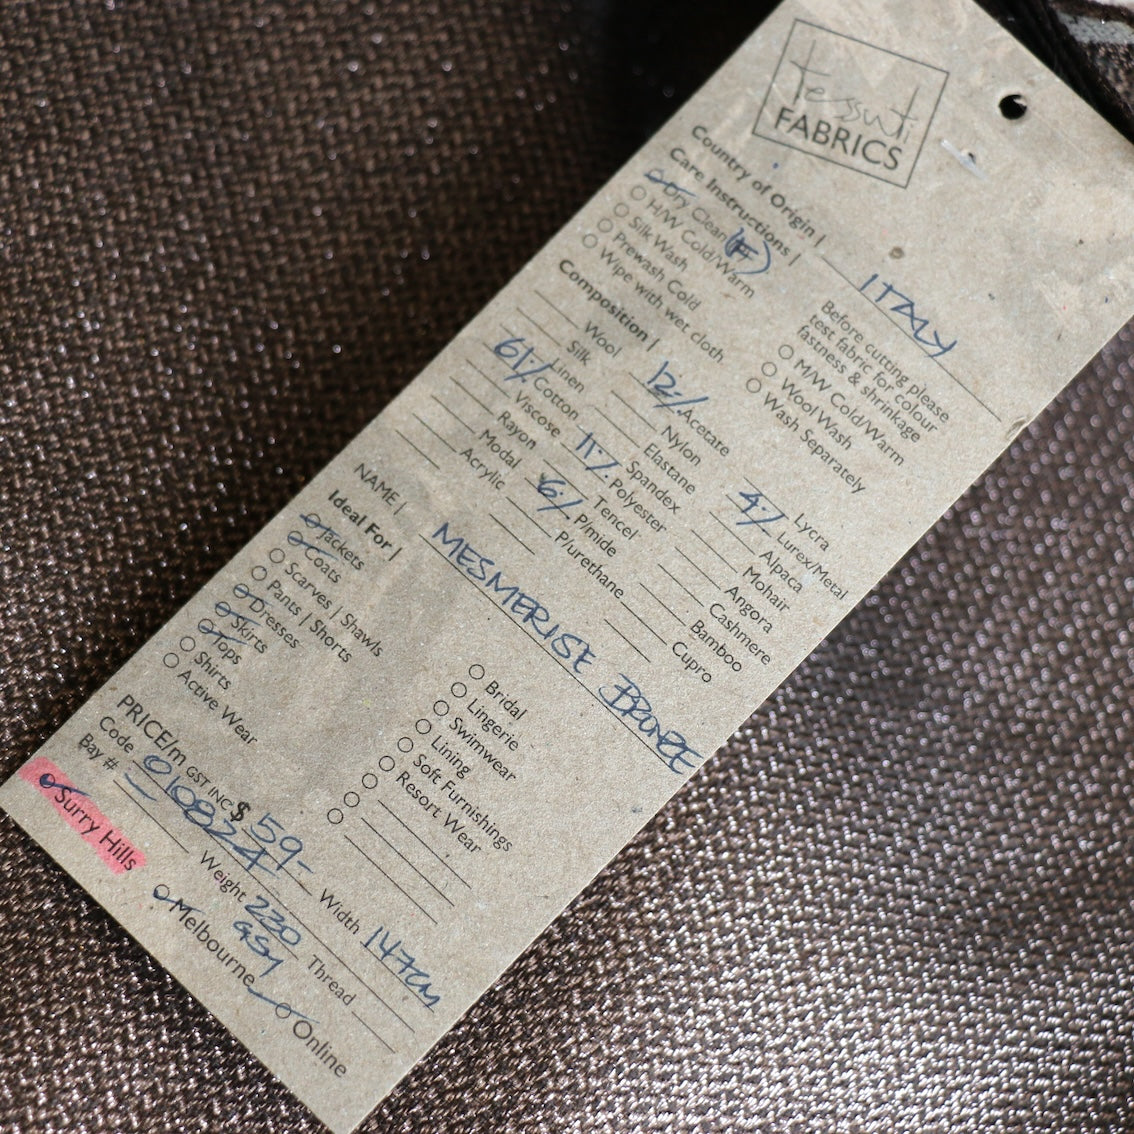 tessuti
FABRICS
Country of Origin | ITALY
Care Instructions |
Dry Clean (F)
H/W Cold/Warm
Silk Wash
Prewash Cold
Wipe with wet cloth
Before cutting please
test fabric for colour
fastness & shrinkage
M/W Cold/Warm
Wool Wash
Wash Separately
Composition |
Wool
Silk
Linen
61% Cotton
Viscose
Rayon
Modal
Acrylic
12% Acetate
Nylon
Elastane
Spandex
11% Polyester
Tencel
6% P/mide
P/urethane
Lycra
4% Lurex/Metal
Alpaca
Mohair
Angora
Cashmere
Bamboo
Cupro
NAME | MESMERISE BRONZE
Ideal For |
Jackets
Coats
Scarves | Shawls
Pants | Shorts
Dresses
Skirts
Tops
Shirts
Active Wear
Bridal
Lingerie
Swimwear
Lining
Soft Furnishings
Resort Wear
PRICE/m GST INC $ 59- Width 147cm
Code 010824 Weight 230 GSM Thread
Bay #
Surry Hills Melbourne Online